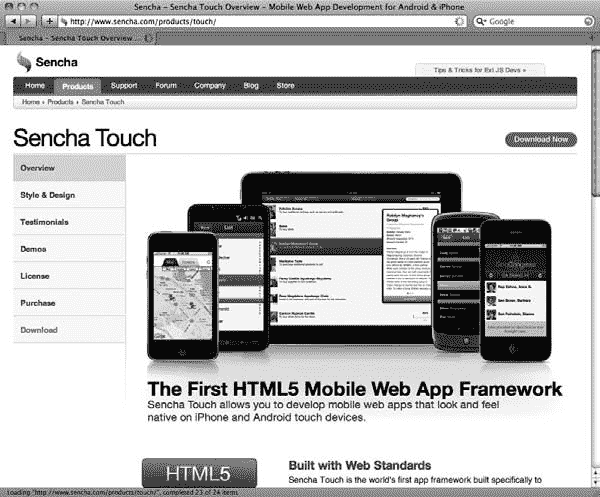 Sencha – Sencha Touch Overview – Mobile Web App Development for Android & iPhone
http://www.sencha.com/products/touch/
Google
Sencha – Sencha Touch Overview...
Sencha
Tips & Tricks for Ext JS Devs »
Home Products Support Forum Company Blog Store
Home Products Sencha Touch
Sencha Touch
Download Now
Overview
Style & Design
Testimonials
Demos
License
Purchase
Download
The First HTML5 Mobile Web App Framework
Sencha Touch allows you to develop mobile web apps that look and feel
native on iPhone and Android touch devices.
HTML5
Built with Web Standards
Sencha Touch is the world's first app framework built specifically to
Loading "http://www.sencha.com/products/touch/", completed 23 of 24 items